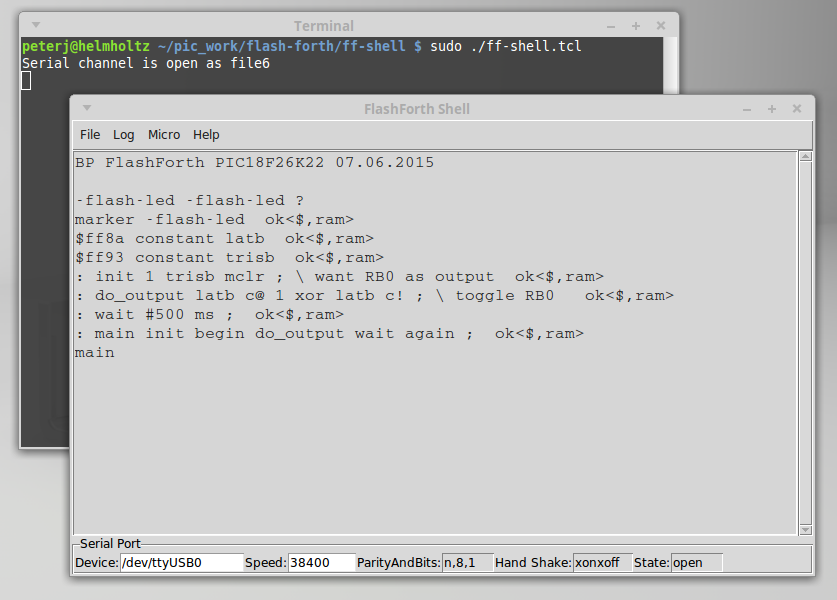 Terminal
peterj@helmholtz ~/pic_work/flash-forth/ff-shell $ sudo ./ff-shell.tcl
Serial channel is open as file6
FlashForth Shell
File Log Micro Help
BP FlashForth PIC18F26K22 07.06.2015
-flash-led -flash-led ?
marker -flash-led  ok<$,ram>
$ff8a constant latb  ok<$,ram>
$ff93 constant trisb  ok<$,ram>
: init 1 trisb mclr ; \ want RB0 as output  ok<$,ram>
: do_output latb c@ 1 xor latb c! ; \ toggle RB0   ok<$,ram>
: wait #500 ms ;  ok<$,ram>
: main init begin do_output wait again ;  ok<$,ram>
main
Serial Port
Device: /dev/ttyUSB0 Speed: 38400 ParityAndBits: n,8,1 Hand Shake: xonxoff State: open